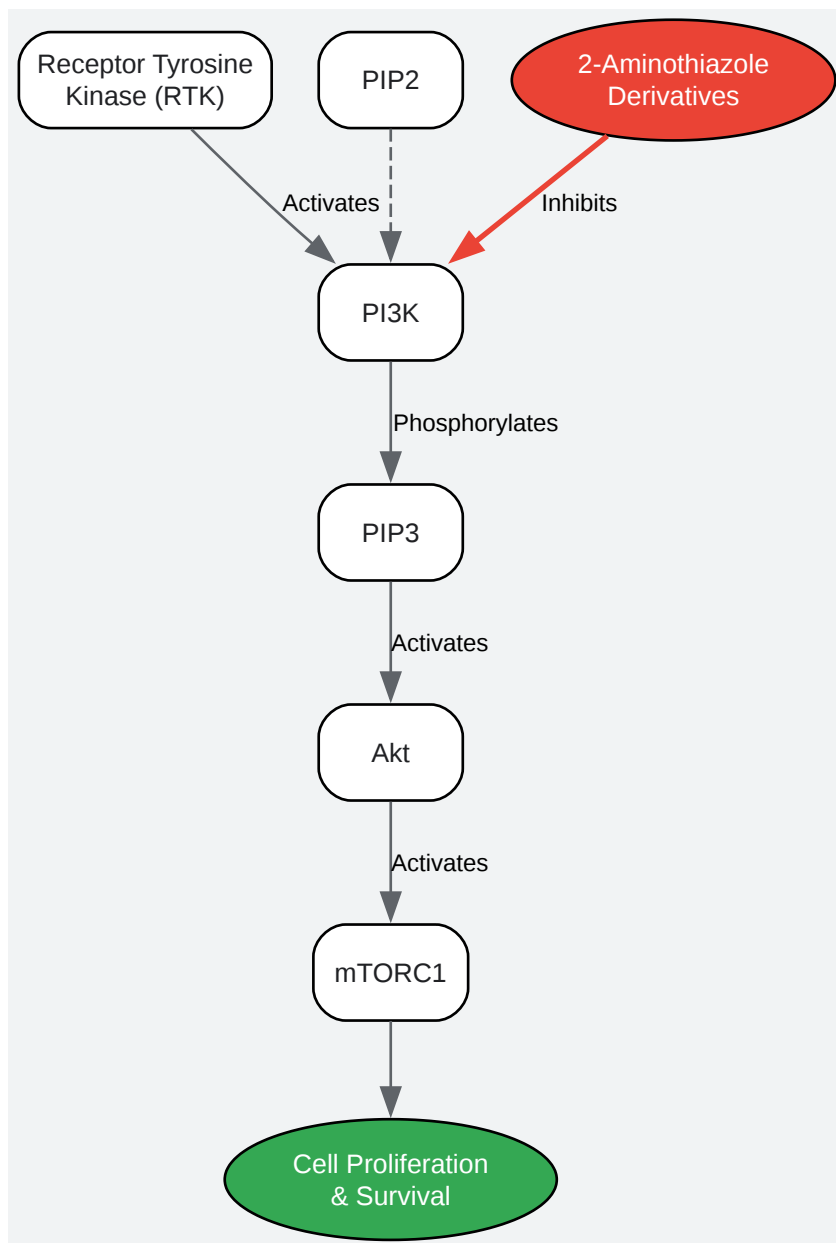 Receptor Tyrosine
Kinase (RTK)
PIP2
2-Aminothiazole
Derivatives
Activates
Inhibits
PI3K
Phosphorylates
PIP3
Activates
Akt
Activates
mTORC1
Cell Proliferation
& Survival